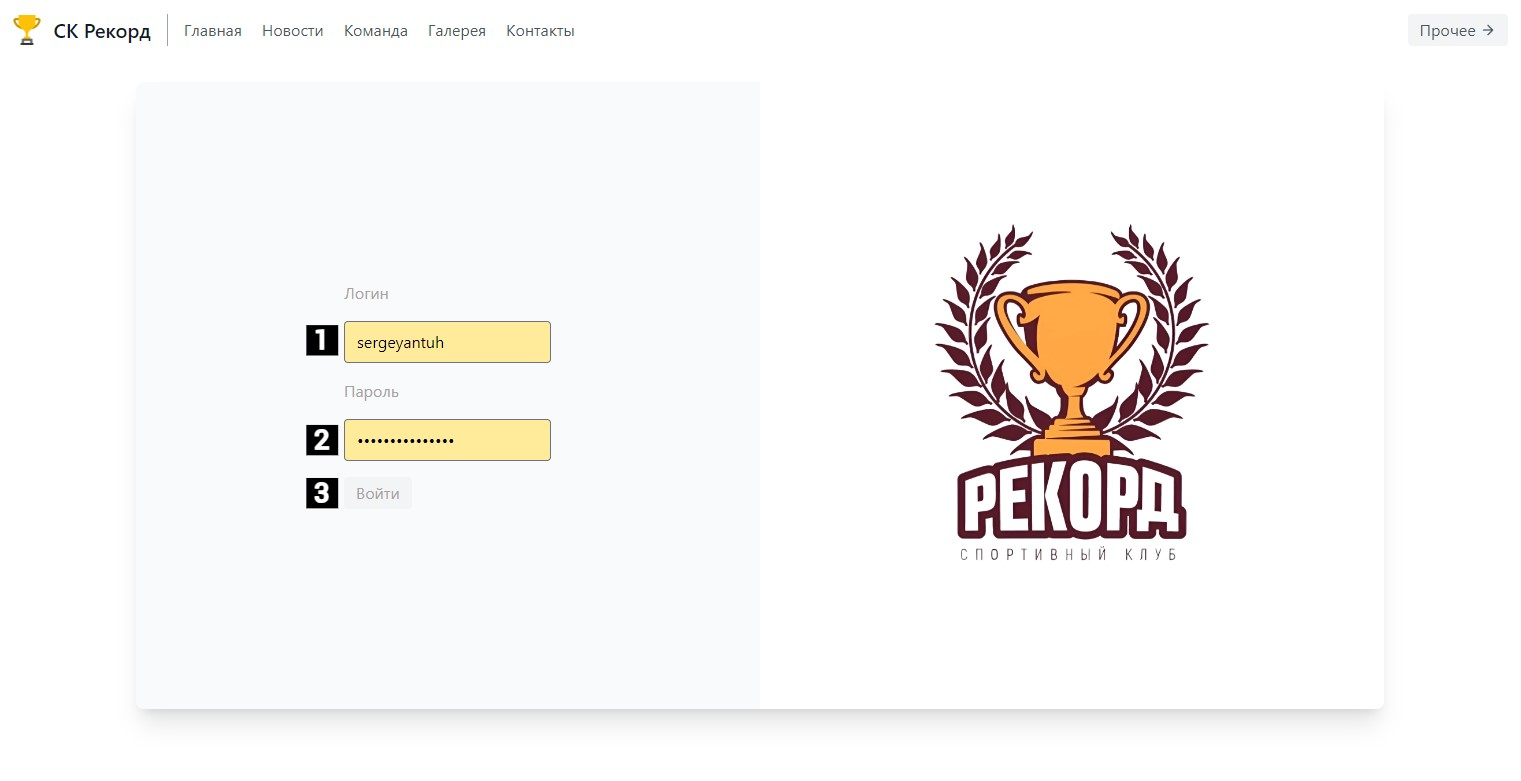 СК Рекорд
Главная
Новости
Команда
Галерея
Контакты
Прочее →
Логин
1
sergeyantuh
Пароль
2
•••••••••••••••
3
Войти
РЕКОРД
СПОРТИВНЫЙ КЛУБ